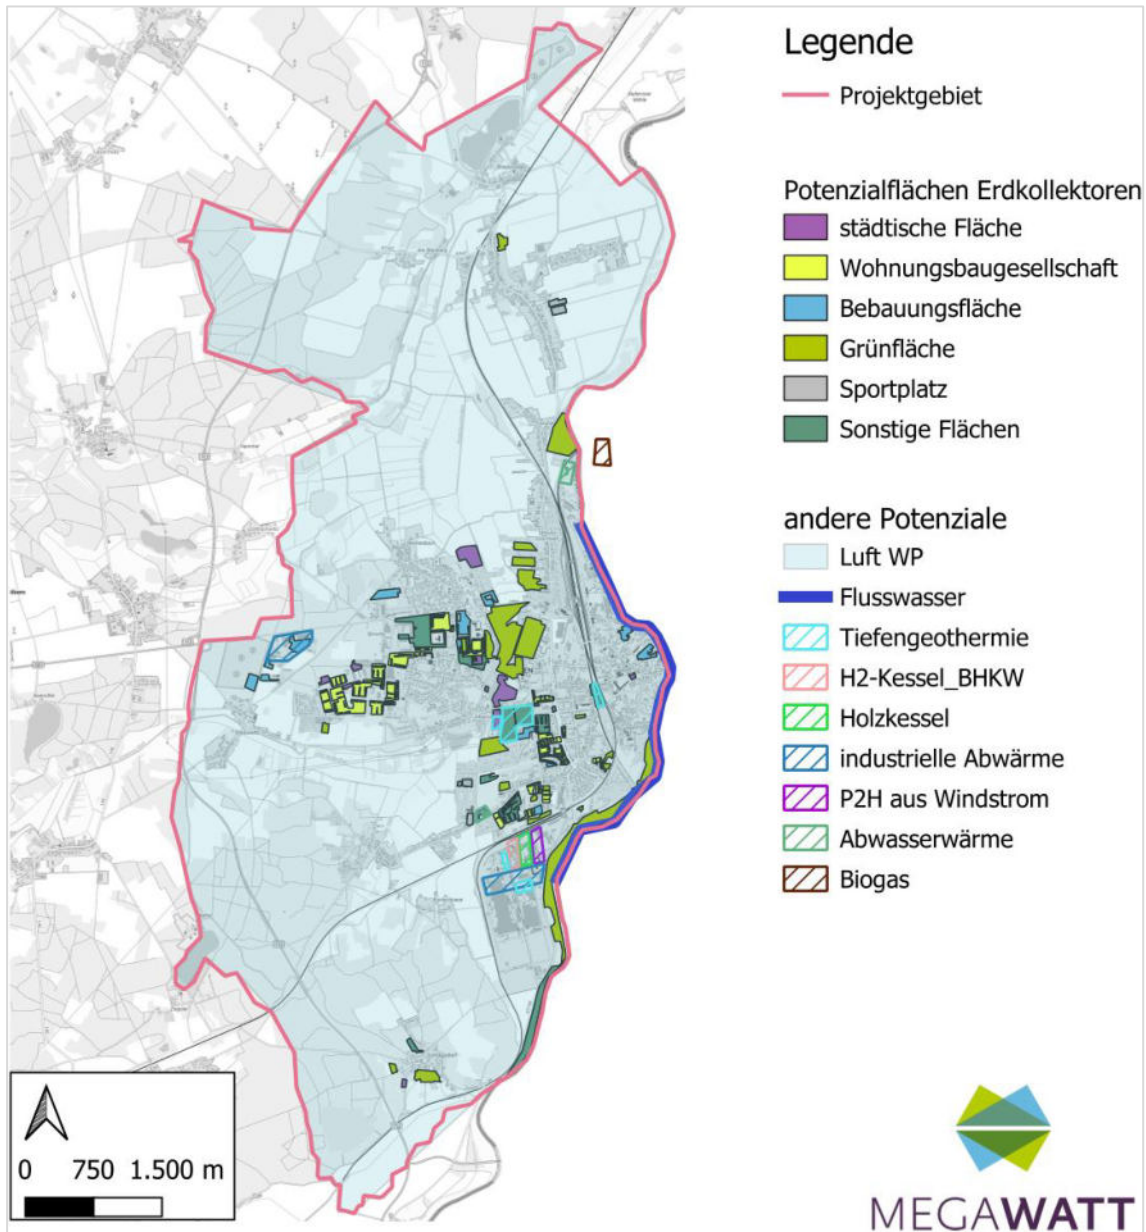 Legende
Projektgebiet
Potenzialflächen Erdkollektoren
städtische Fläche
Wohnungsbaugesellschaft
Bebauungsfläche
Grünfläche
Sportplatz
Sonstige Flächen
andere Potenziale
Luft WP
Flusswasser
Tiefengeothermie
H2-Kessel_BHKW
Holzkessel
industrielle Abwärme
P2H aus Windstrom
Abwasserwärme
Biogas
0 750 1.500 m
MEGAWATT